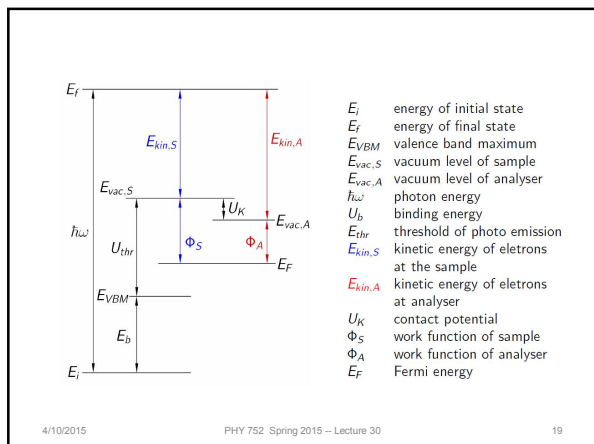 E_f
E_kin,S
E_kin,A
E_vac,S
U_K
E_vac,A
ħω
Φ_S
Φ_A
U_thr
E_F
E_VBM
E_b
E_i
E_i energy of initial state
E_f energy of final state
E_VBM valence band maximum
E_vac,S vacuum level of sample
E_vac,A vacuum level of analyser
ħω photon energy
U_b binding energy
E_thr threshold of photo emission
E_kin,S kinetic energy of eletrons
at the sample
E_kin,A kinetic energy of eletrons
at analyser
U_K contact potential
Φ_S work function of sample
Φ_A work function of analyser
E_F Fermi energy
4/10/2015 PHY 752 Spring 2015 -- Lecture 30 19